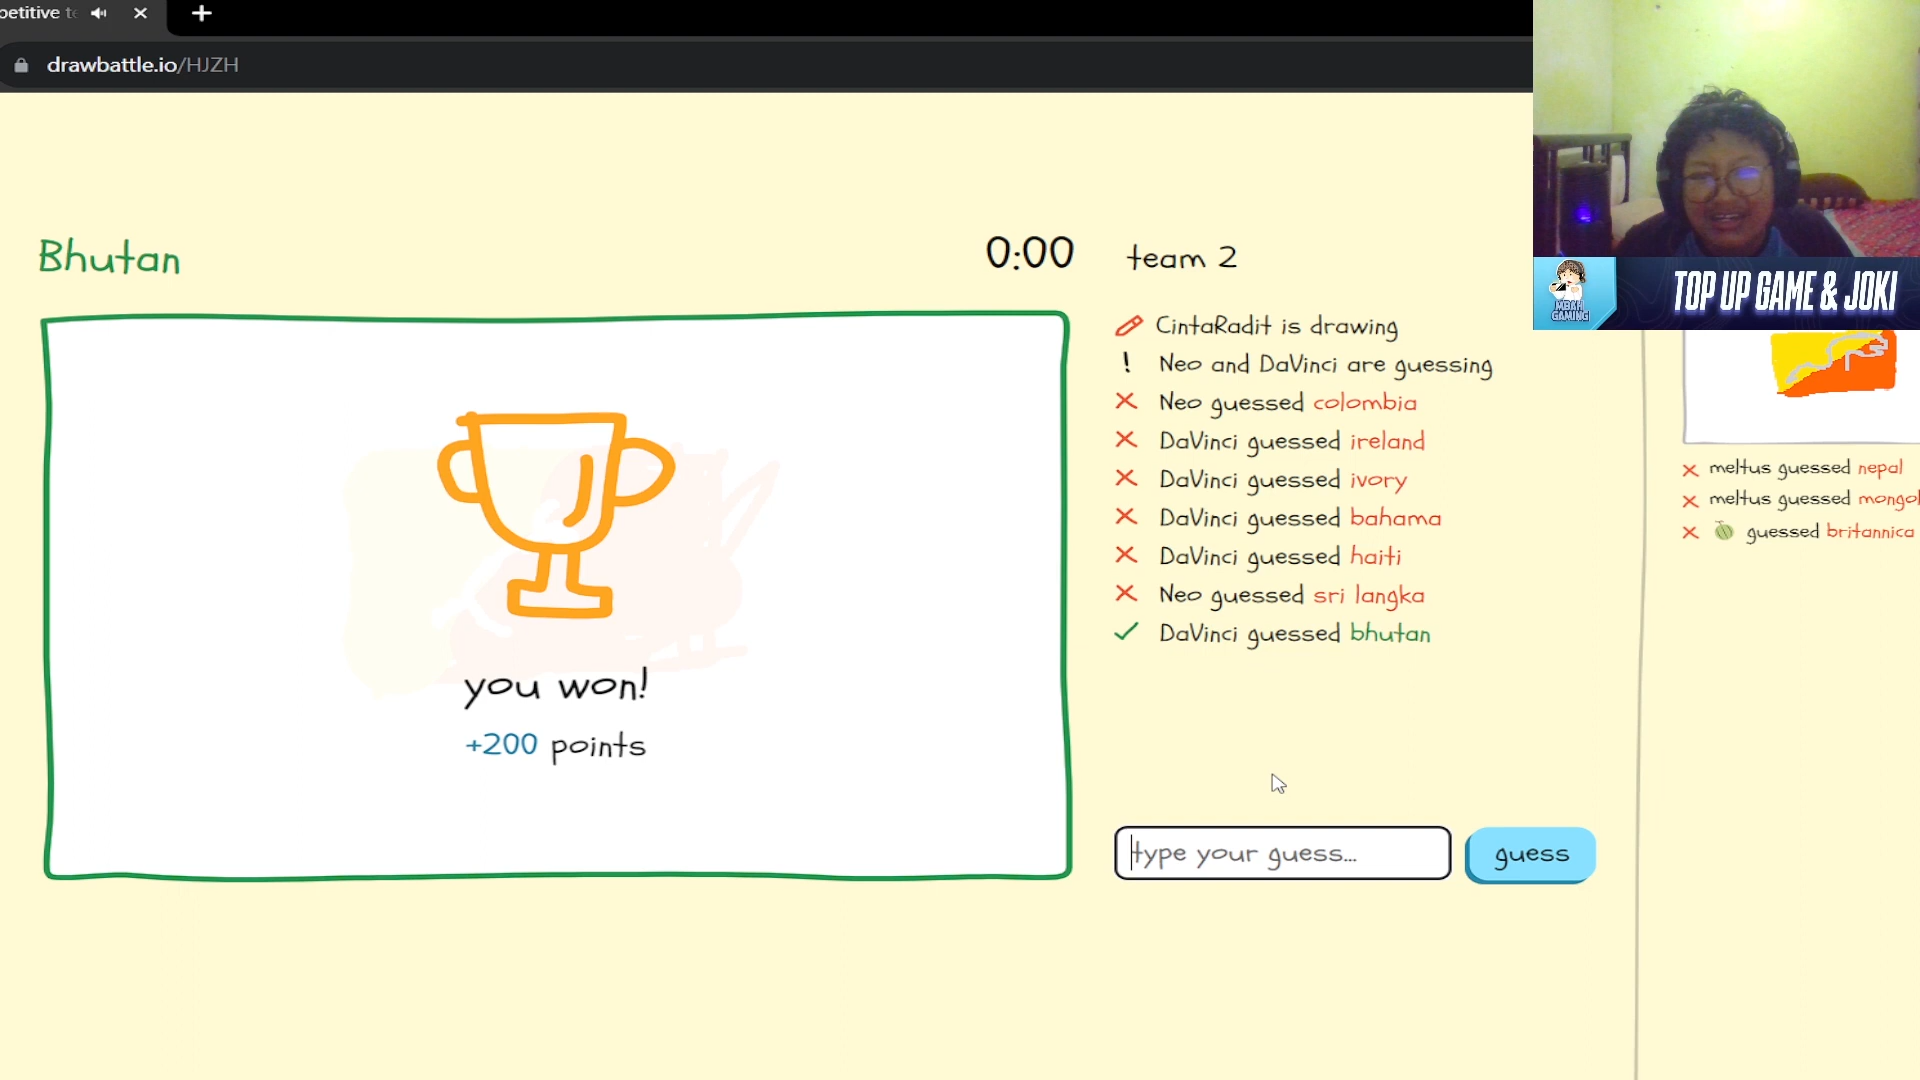 petitive t
drawbattle.io/HJZH
MBAH
GAMING
TOP UP GAME & JOKI
Bhutan
0:00
team 2
CintaRadit is drawing
! Neo and DaVinci are guessing
Neo guessed colombia
DaVinci guessed ireland
DaVinci guessed ivory
DaVinci guessed bahama
DaVinci guessed haiti
Neo guessed sri langka
DaVinci guessed bhutan
you won!
+200 points
type your guess...
guess
meltus guessed nepal
meltus guessed mongol
guessed britannica